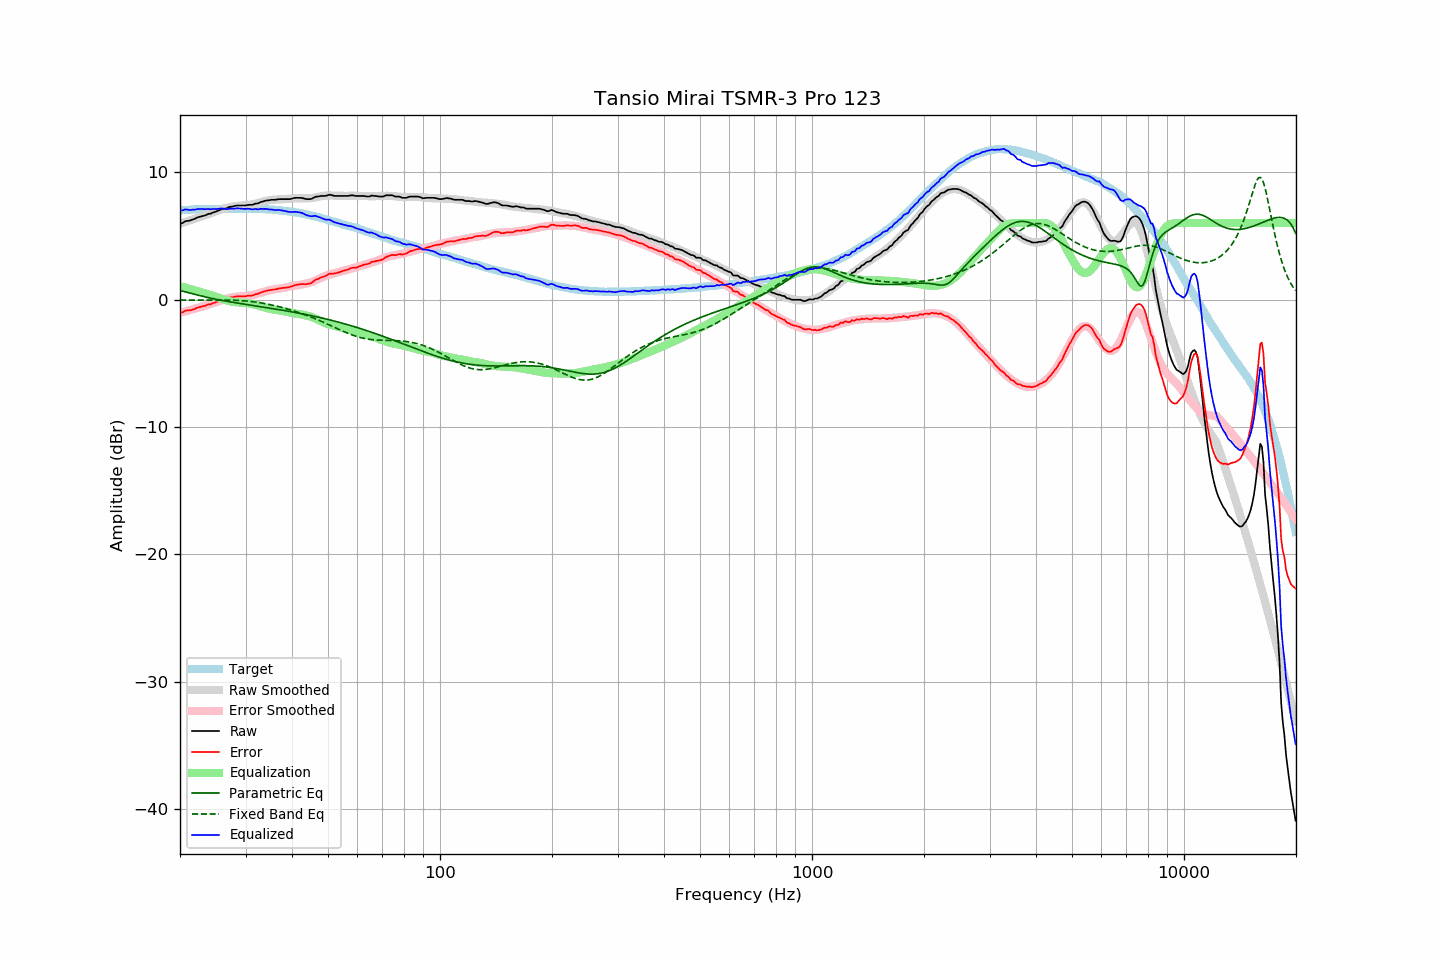 Tansio Mirai TSMR-3 Pro 123
10
0
−10
−20
−30
−40
Amplitude (dBr)
Target
Raw Smoothed
Error Smoothed
Raw
Error
Equalization
Parametric Eq
Fixed Band Eq
Equalized
100
1000
10000
Frequency (Hz)